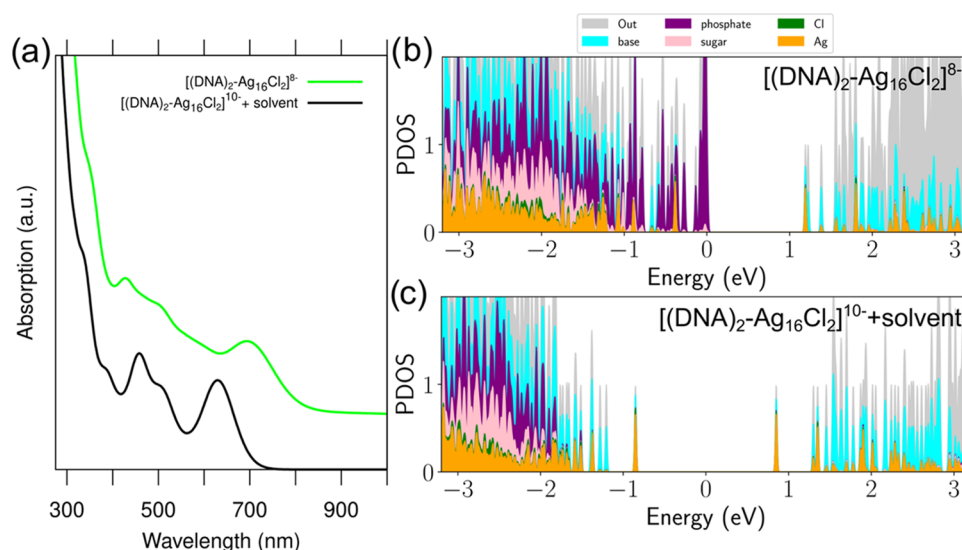 (a)
[(DNA)₂-Ag₁₆Cl₂]⁸⁻
[(DNA)₂-Ag₁₆Cl₂]¹⁰⁻+ solvent
Absorption (a.u.)
300 500 700 900
Wavelength (nm)
Out phosphate Cl
base sugar Ag
(b)
[(DNA)₂-Ag₁₆Cl₂]⁸⁻
PDOS
1
0
−3 −2 −1 0 1 2 3
Energy (eV)
(c)
[(DNA)₂-Ag₁₆Cl₂]¹⁰⁻+solvent
PDOS
1
0
−3 −2 −1 0 1 2 3
Energy (eV)